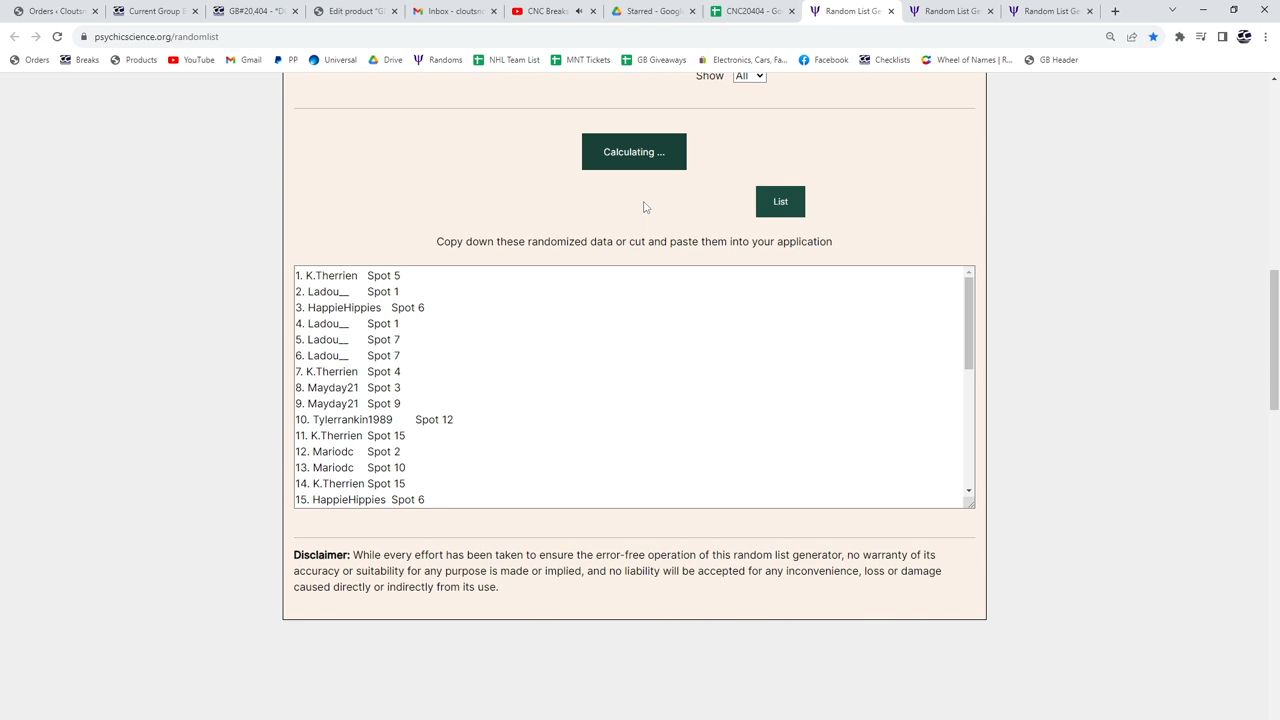 Orders ‹ Cloutsn
Current Group B
GB#20,404 - *D
Edit product "G
Inbox - cloutsno
CNC Breaks
Starred - Google
CNC20404 - Goo
Random List Ge
Random List Ge
Random List Ge
psychicscience.org/randomlist
Orders
Breaks
Products
YouTube
Gmail
PP
Universal
Drive
Randoms
NHL Team List
MNT Tickets
GB Giveaways
Electronics, Cars, Fa...
Facebook
Checklists
Wheel of Names | R...
GB Header
Show All
Calculating ...
List
Copy down these randomized data or cut and paste them into your application
1. K.Therrien Spot 5
2. Ladou__ Spot 1
3. HappieHippies Spot 6
4. Ladou__ Spot 1
5. Ladou__ Spot 7
6. Ladou__ Spot 7
7. K.Therrien Spot 4
8. Mayday21 Spot 3
9. Mayday21 Spot 9
10. Tylerrankin1989 Spot 12
11. K.Therrien Spot 15
12. Mariodc Spot 2
13. Mariodc Spot 10
14. K.Therrien Spot 15
15. HappieHippies Spot 6
Disclaimer: While every effort has been taken to ensure the error-free operation of this random list generator, no warranty of its
accuracy or suitability for any purpose is made or implied, and no liability will be accepted for any inconvenience, loss or damage
caused directly or indirectly from its use.